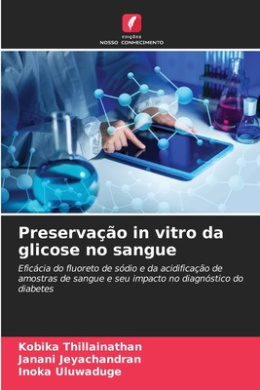 edições
NOSSO CONHECIMENTO
Preservação in vitro da
glicose no sangue
Eficácia do fluoreto de sódio e da acidificação de
amostras de sangue e seu impacto no diagnóstico do
diabetes
Kobika Thillainathan
Janani Jeyachandran
Inoka Uluwaduge